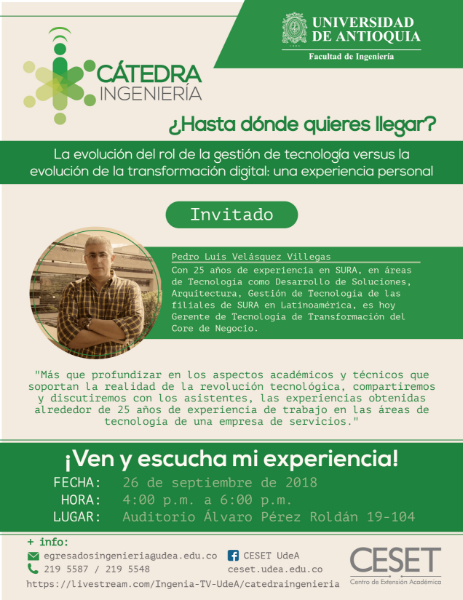 UNIVERSIDAD
DE ANTIOQUIA
Facultad de Ingeniería
CÁTEDRA
INGENIERÍA
¿Hasta dónde quieres llegar?
La evolución del rol de la gestión de tecnología versus la
evolución de la transformación digital: una experiencia personal
Invitado
Pedro Luis Velásquez Villegas
Con 25 años de experiencia en SURA, en áreas
de Tecnología como Desarrollo de Soluciones,
Arquitectura, Gestión de Tecnología de las
filiales de SURA en Latinoamérica, es hoy
Gerente de Tecnología de Transformación del
Core de Negocio.
"Más que profundizar en los aspectos académicos y técnicos que
soportan la realidad de la revolución tecnológica, compartiremos
y discutiremos con los asistentes, las experiencias obtenidas
alrededor de 25 años de experiencia de trabajo en las áreas de
tecnología de una empresa de servicios."
¡Ven y escucha mi experiencia!
FECHA: 26 de septiembre de 2018
HORA: 4:00 p.m. a 6:00 p.m.
LUGAR: Auditorio Álvaro Pérez Roldán 19-104
+ info:
egresadosingenieria@udea.edu.co CESET UdeA
219 5587 / 219 5548 ceset.udea.edu.co
https://livestream.com/Ingenia-TV-UdeA/catedraingenieria
CESET
Centro de Extensión Académica